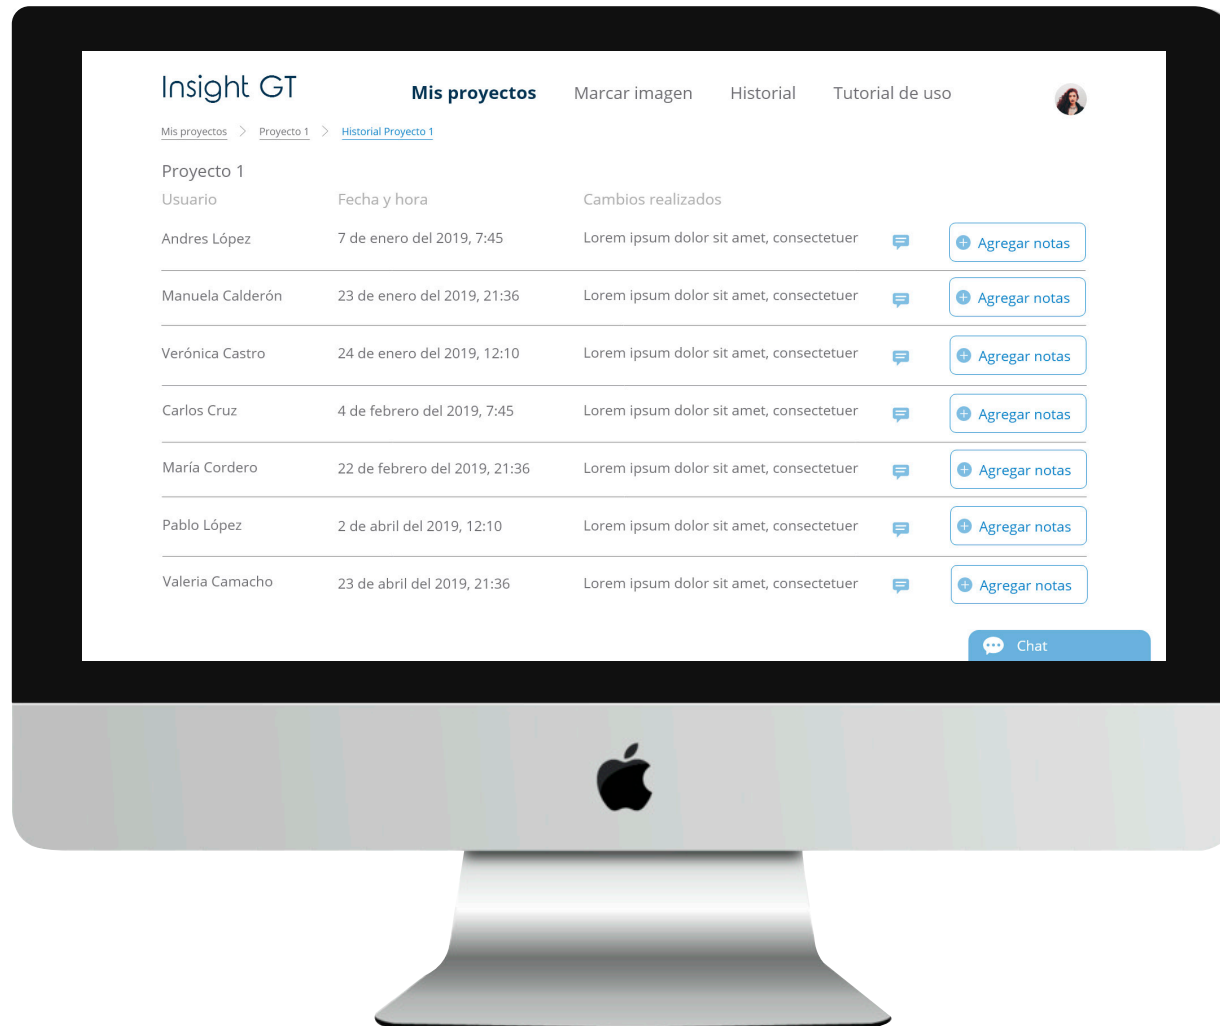 Insight GT
Mis proyectos Marcar imagen Historial Tutorial de uso
Mis proyectos > Proyecto 1 > Historial Proyecto 1
Proyecto 1
Usuario Fecha y hora Cambios realizados
Andres López 7 de enero del 2019, 7:45 Lorem ipsum dolor sit amet, consectetuer Agregar notas
Manuela Calderón 23 de enero del 2019, 21:36 Lorem ipsum dolor sit amet, consectetuer Agregar notas
Verónica Castro 24 de enero del 2019, 12:10 Lorem ipsum dolor sit amet, consectetuer Agregar notas
Carlos Cruz 4 de febrero del 2019, 7:45 Lorem ipsum dolor sit amet, consectetuer Agregar notas
María Cordero 22 de febrero del 2019, 21:36 Lorem ipsum dolor sit amet, consectetuer Agregar notas
Pablo López 2 de abril del 2019, 12:10 Lorem ipsum dolor sit amet, consectetuer Agregar notas
Valeria Camacho 23 de abril del 2019, 21:36 Lorem ipsum dolor sit amet, consectetuer Agregar notas
Chat